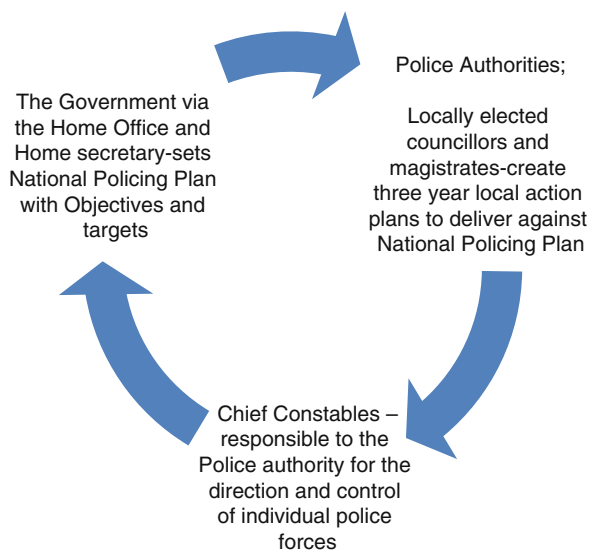 The Government via
the Home Office and
Home secretary-sets
National Policing Plan
with Objectives and
targets
Police Authorities;
Locally elected
councillors and
magistrates-create
three year local action
plans to deliver against
National Policing Plan
Chief Constables –
responsible to the
Police authority for the
direction and control
of individual police
forces